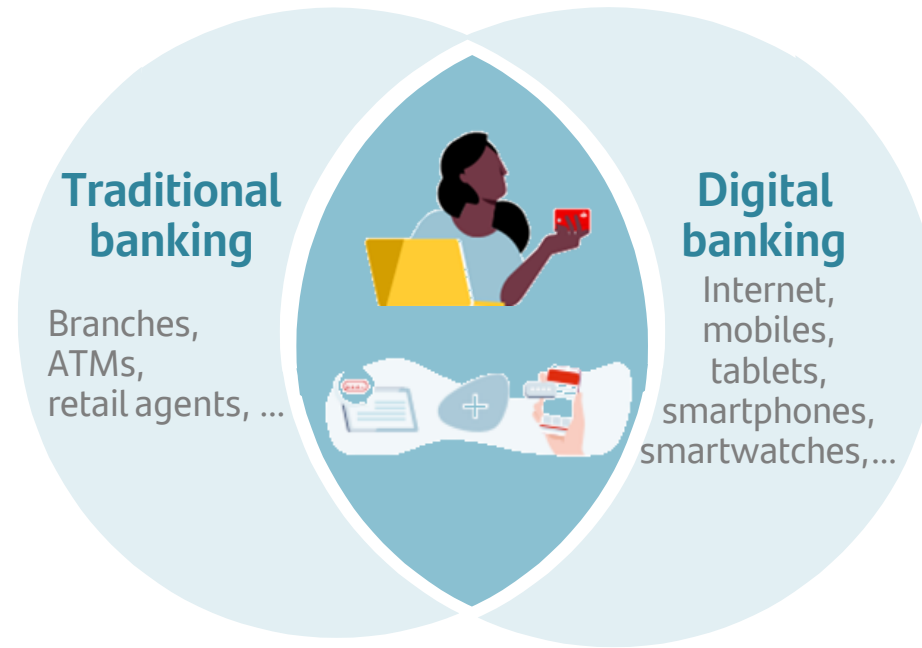 Traditional
banking
Branches,
ATMs,
retail agents, ...
Digital
banking
Internet,
mobiles,
tablets,
smartphones,
smartwatches,...